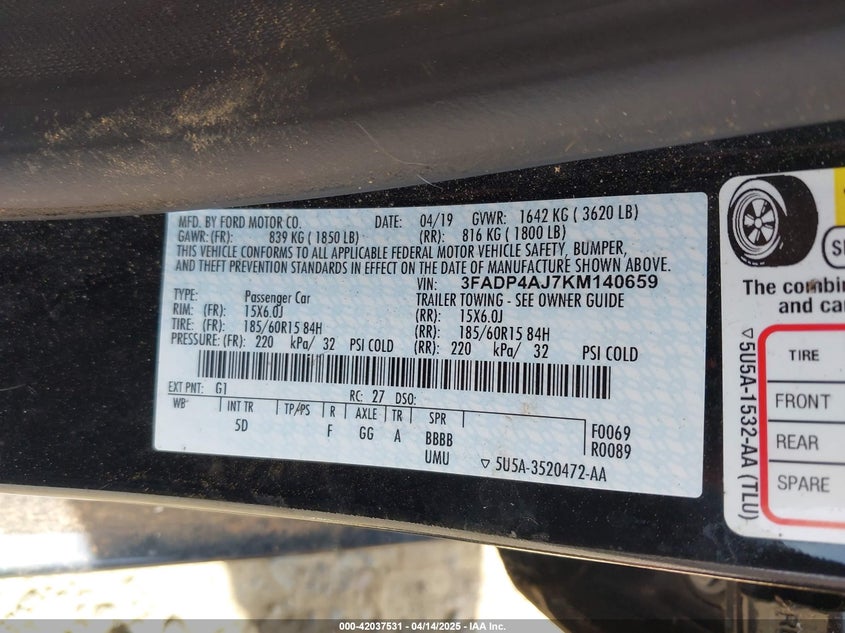 MFD. BY FORD MOTOR CO. DATE: 04/19 GVWR: 1642 KG ( 3620 LB)
GAWR: (FR): 839 KG ( 1850 LB) (RR): 816 KG ( 1800 LB)
THIS VEHICLE CONFORMS TO ALL APPLICABLE FEDERAL MOTOR VEHICLE SAFETY, BUMPER,
AND THEFT PREVENTION STANDARDS IN EFFECT ON THE DATE OF MANUFACTURE SHOWN ABOVE.
VIN: 3FADP4AJ7KM140659
TYPE: Passenger Car TRAILER TOWING - SEE OWNER GUIDE
RIM: (FR): 15X6.0J (RR): 15X6.0J
TIRE: (FR): 185/60R15 84H (RR): 185/60R15 84H
PRESSURE: (FR): 220 kPa/ 32 PSI COLD (RR): 220 kPa/ 32 PSI COLD
EXT PNT: G1 RC: 27 DSO:
WB INT TR TP/PS R AXLE TR SPR
5D F GG A BBBB F0069
UMU R0089
▽ 5U5A-3520472-AA
The combin
and ca
TIRE
FRONT
REAR
SPARE
▽5U5A-1532-AA (TLU)
000-42037531 - 04/14/2025 - IAA Inc.